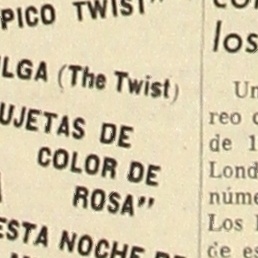 PICO TWIST"
LGA (The Twist)
UJETAS DE
COLOR DE
ROSA"
ESTA NOCHE
los
Un
reo
de 1
Lond
núme
Los
de es